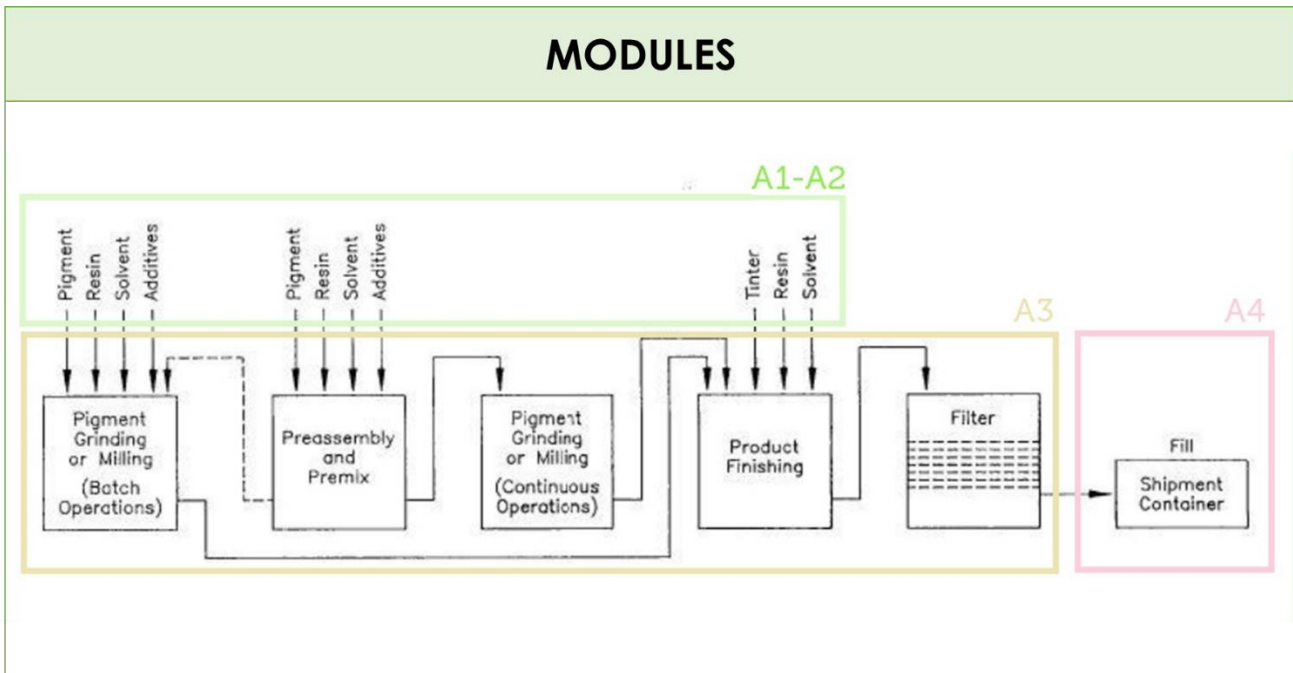 MODULES
A1-A2
Pigment
Resin
Solvent
Additives
Pigment
Resin
Solvent
Additives
Tinter
Resin
Solvent
A3
A4
Pigment
Grinding
or Milling
(Batch
Operations)
Preassembly
and
Premix
Pigment
Grinding
or Milling
(Continuous
Operations)
Product
Finishing
Filter
Fill
Shipment
Container